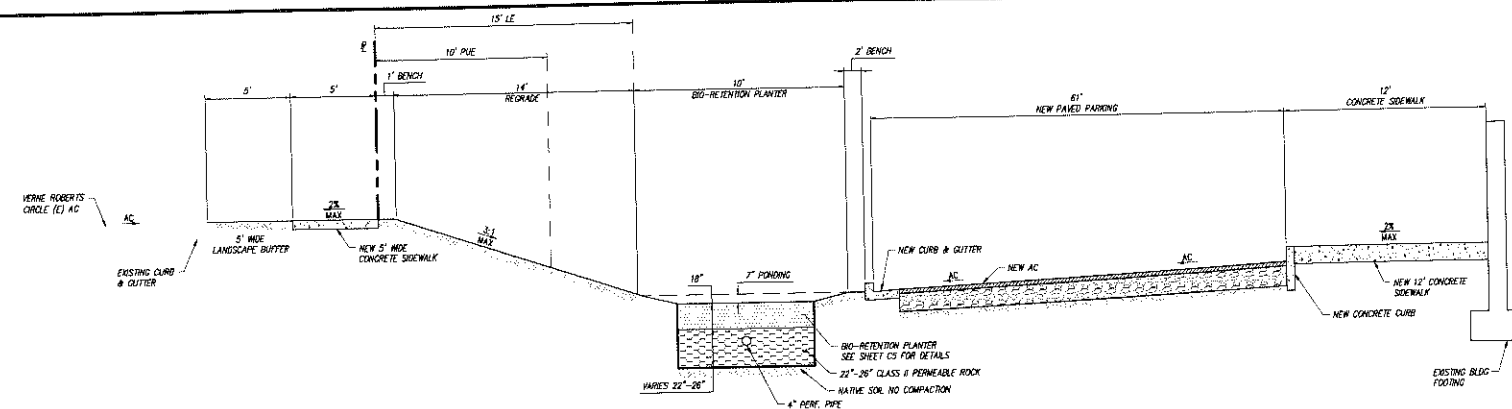 15' LE
10' PUE
2' BENCH
1' BENCH
5'
5'
14'
REGRADE
10'
BIO-RETENTION PLANTER
61'
NEW PAVED PARKING
12'
CONCRETE SIDEWALK
VERNE ROBERTS
CIRCLE (E) AC
AC
2%
MAX
3:1
MAX
2%
MAX
5' WIDE
LANDSCAPE BUFFER
NEW 5' WIDE
CONCRETE SIDEWALK
EXISTING CURB
& GUTTER
18"
7" PONDING
NEW CURB & GUTTER
AC
NEW AC
AC
NEW 12' CONCRETE
SIDEWALK
NEW CONCRETE CURB
BIO-RETENTION PLANTER
SEE SHEET C5 FOR DETAILS
22"-26" CLASS II PERMEABLE ROCK
VARIES 22"-26"
NATIVE SOIL NO COMPACTION
4" PERF. PIPE
EXISTING BLDG
FOOTING